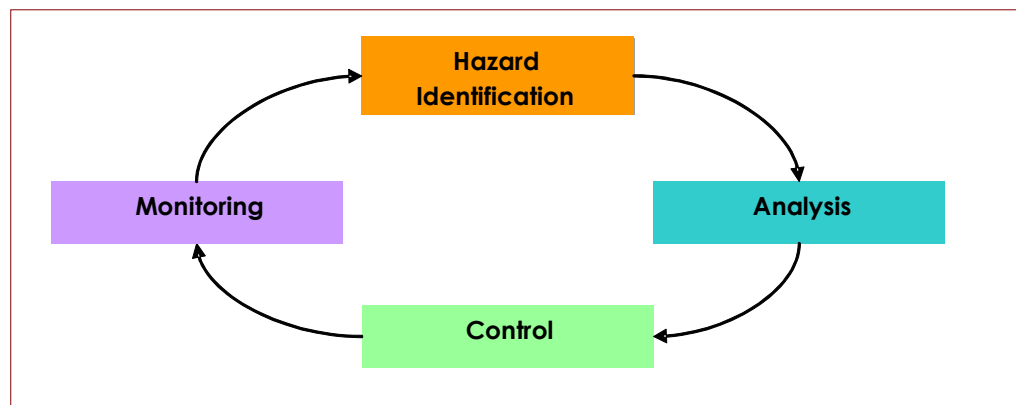 Hazard
Identification
Monitoring
Analysis
Control